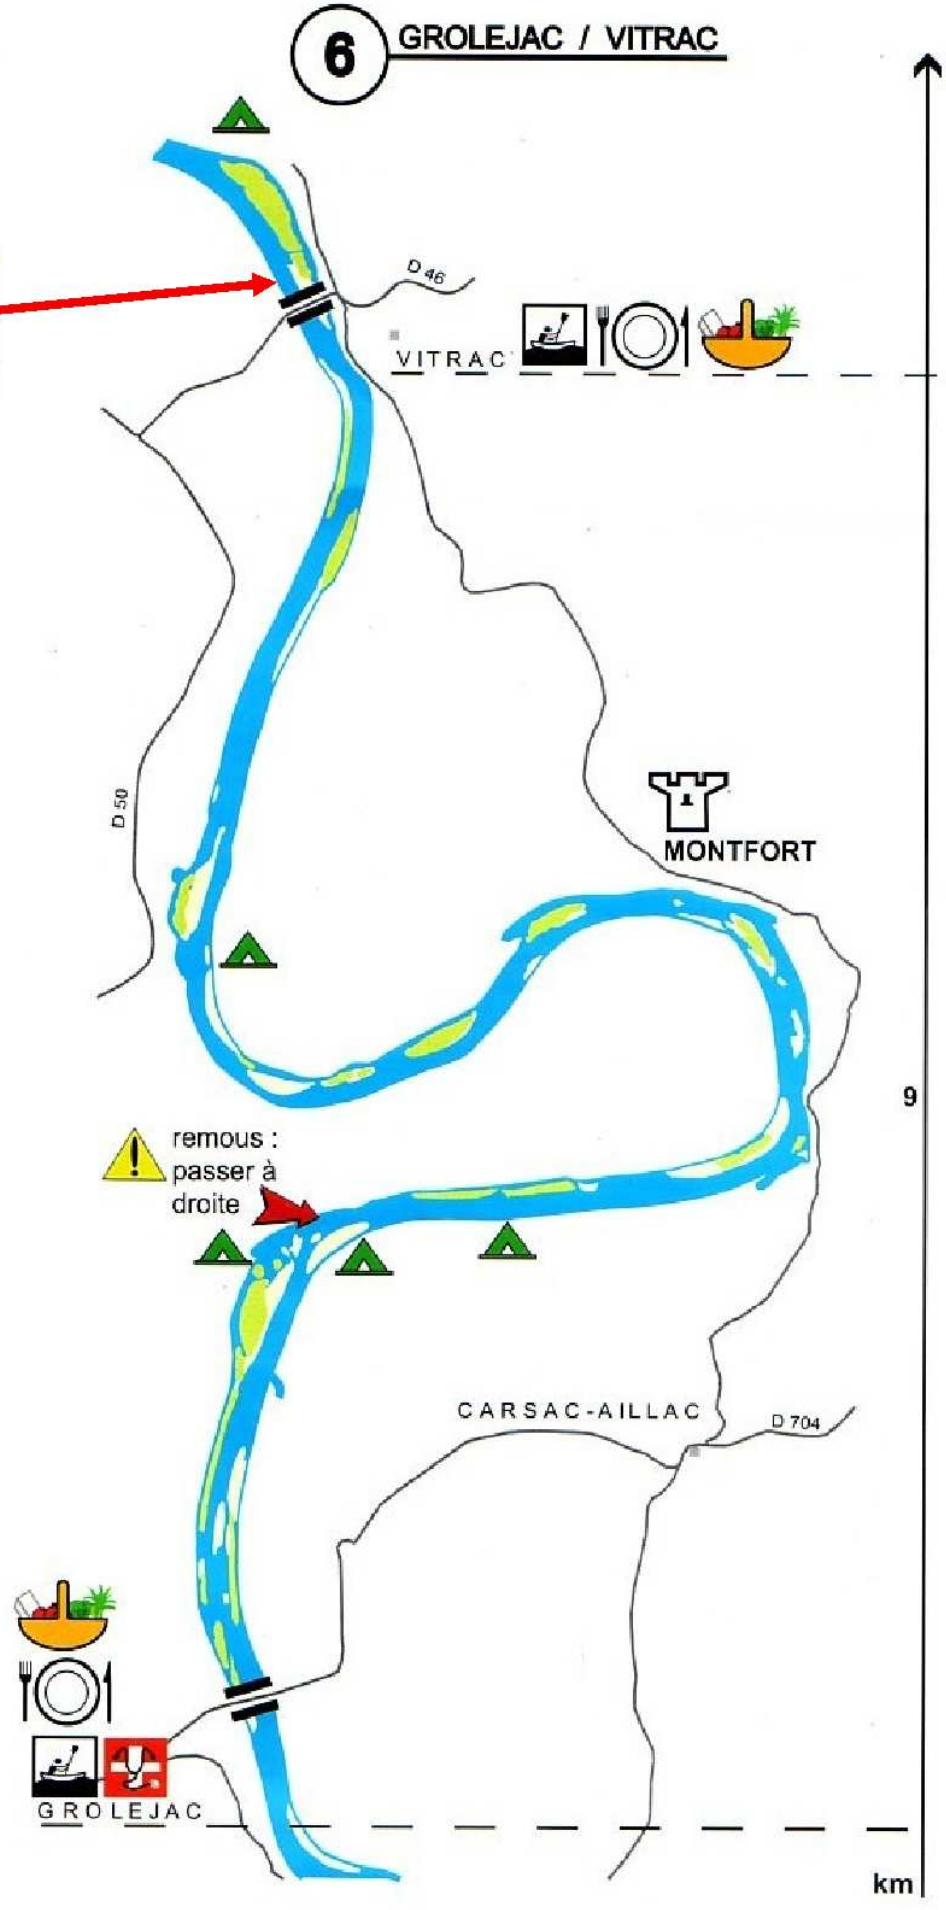 6 GROLEJAC / VITRAC
D 46
VITRAC
D 50
MONTFORT
9
remous :
passer à
droite
CARSAC-AILLAC
D 704
GROLEJAC
km